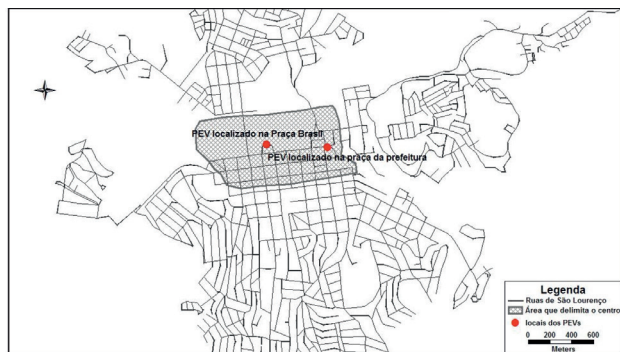 PEV localizado na Praça Brasil
PEV localizado na praça da prefeitura
Legenda
Ruas de São Lourenço
Área que delimita o centro
locais dos PEVs
0 200 400 600
Meters